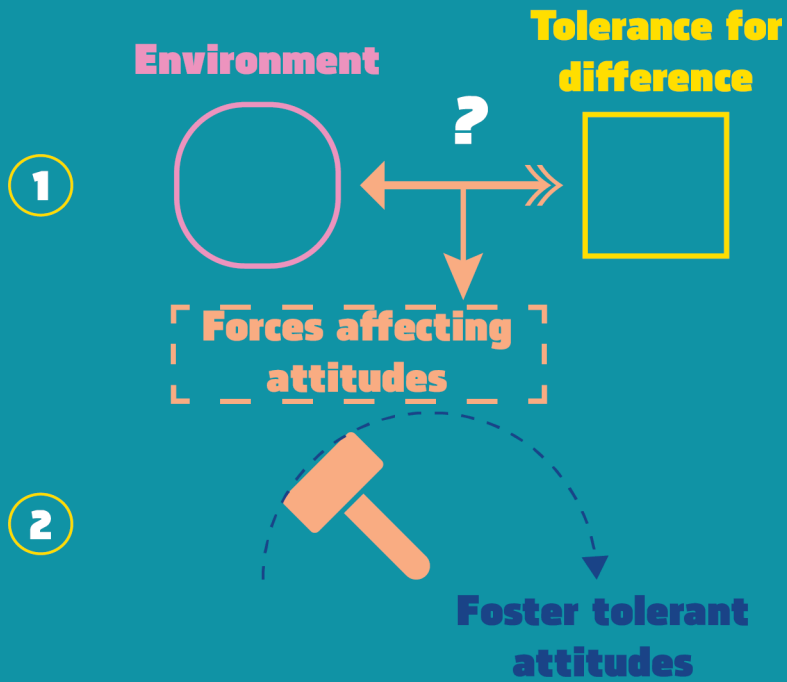 Environment
Tolerance for
difference
?
1
Forces affecting
attitudes
2
Foster tolerant
attitudes